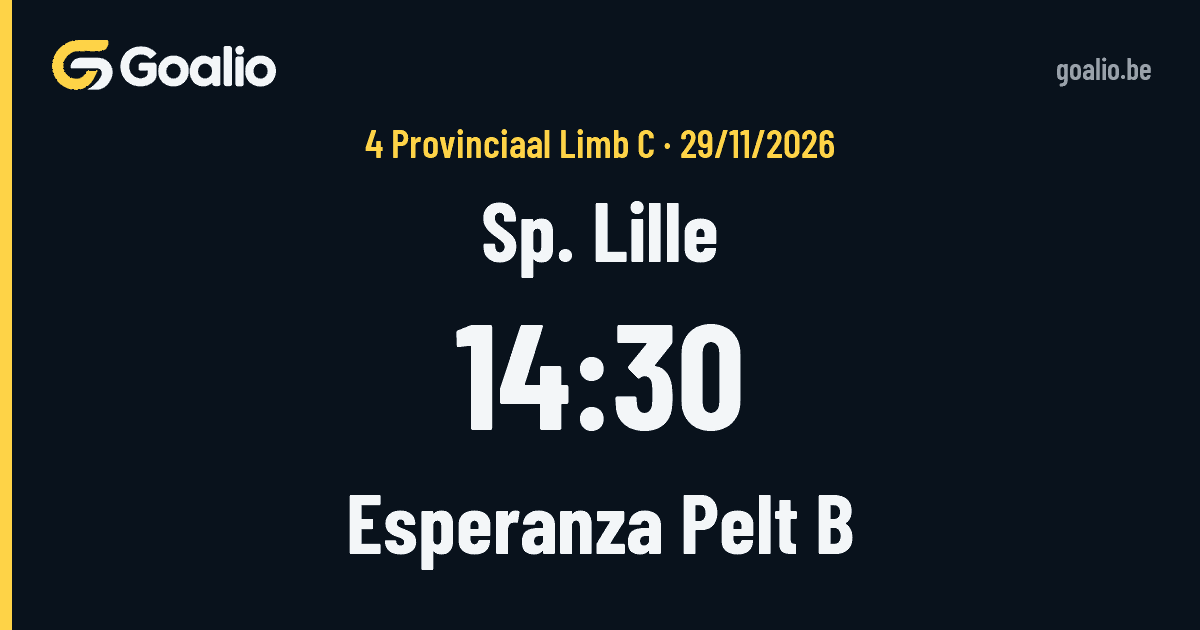 Goalio
goalio.be
4 Provinciaal Limb C · 29/11/2026
Sp. Lille
14:30
Esperanza Pelt B